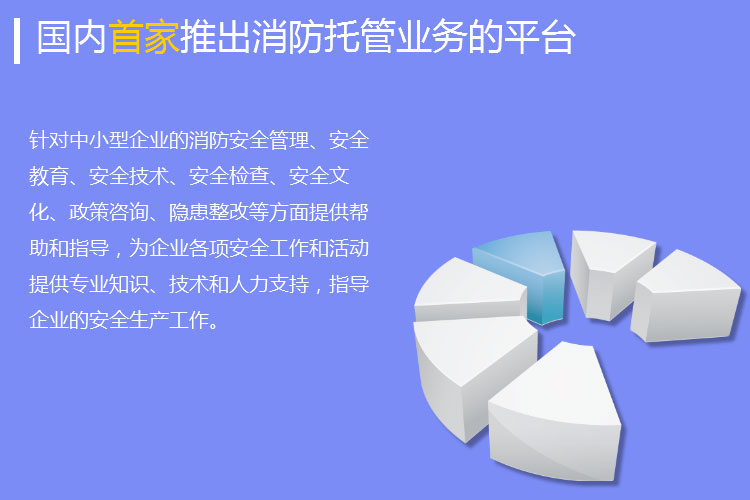 国内首家推出消防托管业务的平台
针对中小型企业的消防安全管理、安全
教育、安全技术、安全检查、安全文
化、政策咨询、隐患整改等方面提供帮
助和指导，为企业各项安全工作和活动
提供专业知识、技术和人力支持，指导
企业的安全生产工作。